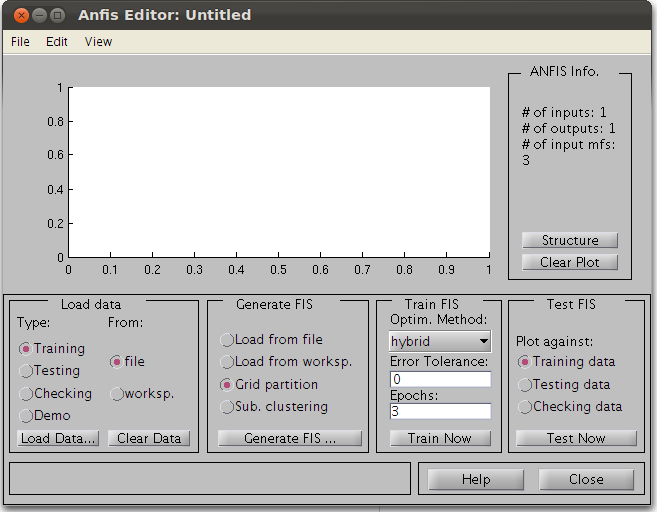 Anfis Editor: Untitled
File Edit View
1
0.8
0.6
0.4
0.2
0
0 0.1 0.2 0.3 0.4 0.5 0.6 0.7 0.8 0.9 1
ANFIS Info.
# of inputs: 1
# of outputs: 1
# of input mfs:
3
Structure
Clear Plot
Load data
Type: From:
Training
file
Testing
Checking
worksp.
Demo
Load Data... Clear Data
Generate FIS
Load from file
Load from worksp.
Grid partition
Sub. clustering
Generate FIS ...
Train FIS
Optim. Method:
hybrid
Error Tolerance:
0
Epochs:
3
Train Now
Test FIS
Plot against:
Training data
Testing data
Checking data
Test Now
Help Close